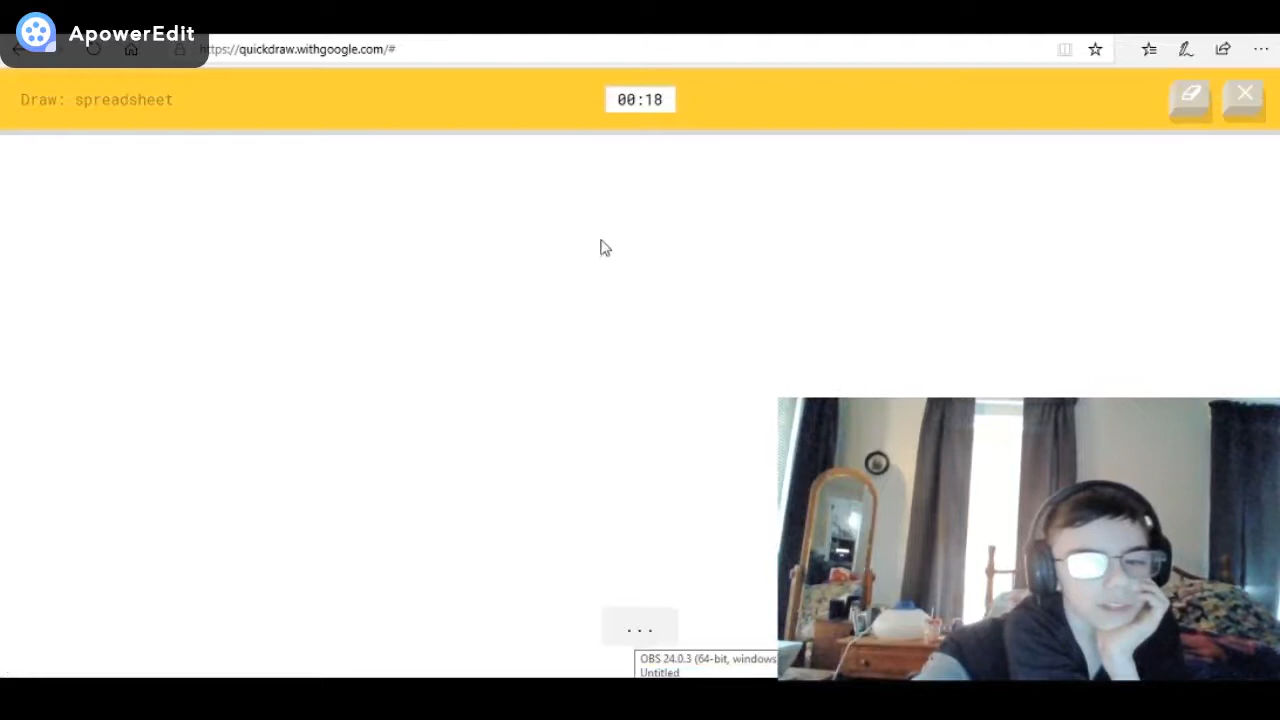 ApowerEdit
https://quickdraw.withgoogle.com/#
Draw: spreadsheet
00:18
...
OBS 24.0.3 (64-bit, windows
Untitled